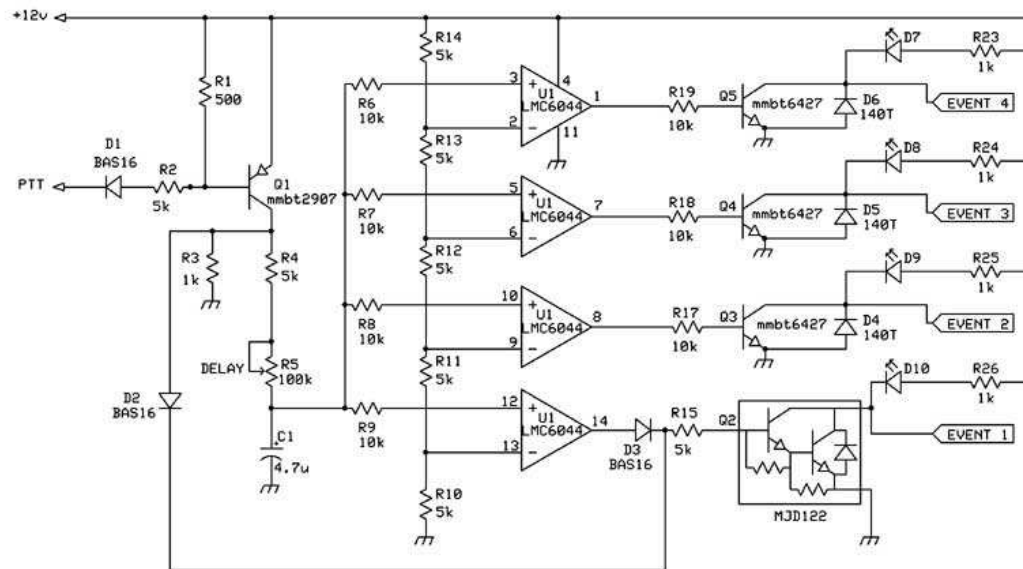 +12v
R14
5k
D7
R23
1k
R1
500
R6
10k
3
+
U1
LMC6044
4
1
2
-
11
R19
10k
Q5
mmbt6427
D6
140T
EVENT 4
R13
5k
D1
BAS16
R2
5k
PTT
Q1
mmbt2907
D8
R24
1k
R7
10k
5
+
U1
LMC6044
7
6
-
R18
10k
Q4
mmbt6427
D5
140T
EVENT 3
R3
1k
R4
5k
R12
5k
D9
R25
1k
R8
10k
10
+
U1
LMC6044
8
9
-
R17
10k
Q3
mmbt6427
D4
140T
EVENT 2
DELAY
R5
100k
R11
5k
D10
R26
1k
D2
BAS16
R9
10k
12
+
U1
LMC6044
14
13
-
D3
BAS16
R15
5k
Q2
EVENT 1
+
C1
4.7u
R10
5k
MJD122